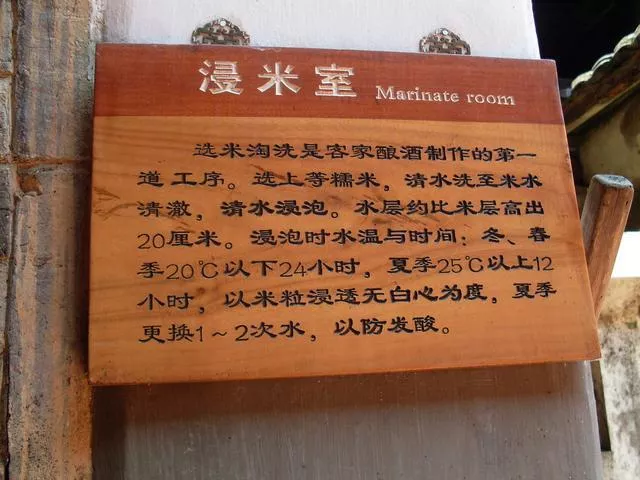 浸米室 Marinate room
选米淘洗是客家酿酒制作的第一
道工序。选上等糯米，清水洗至米水
清澈，清水浸泡。水层约比米层高出
20厘米。浸泡时水温与时间：冬、春
季20℃以下24小时，夏季25℃以上12
小时，以米粒浸透无白心为度，夏季
更换1～2次水，以防发酸。